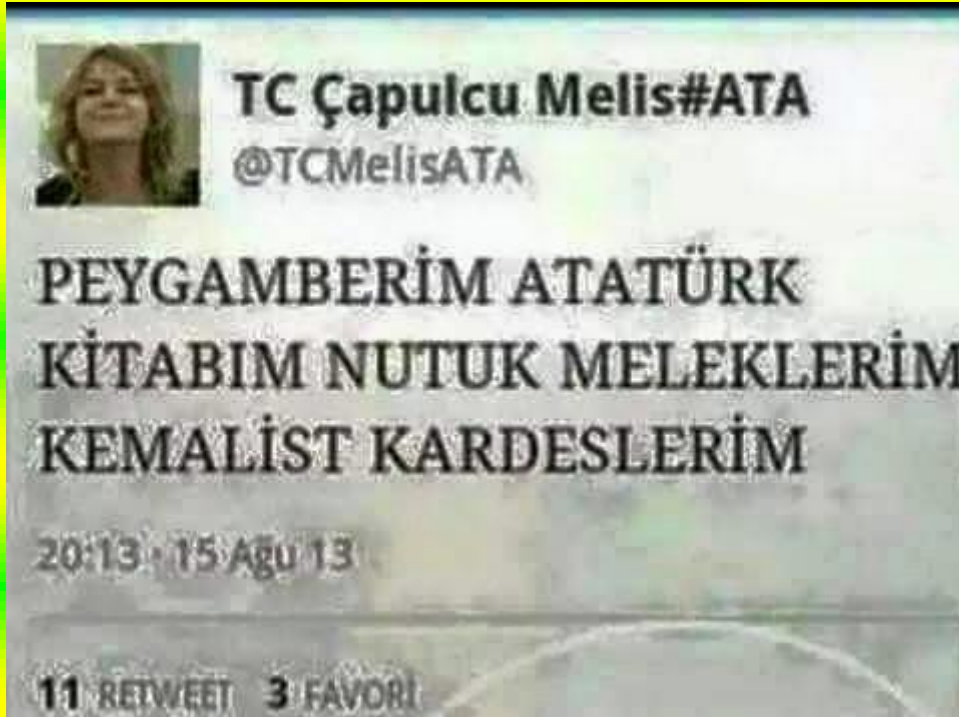 TC Çapulcu Melis#ATA
@TCMelisATA
PEYGAMBERİM ATATÜRK
KİTABIM NUTUK MELEKLERİM
KEMALİST KARDESLERİM
20:13 · 15 Ağu 13
11 RETWEET 3 FAVORİ